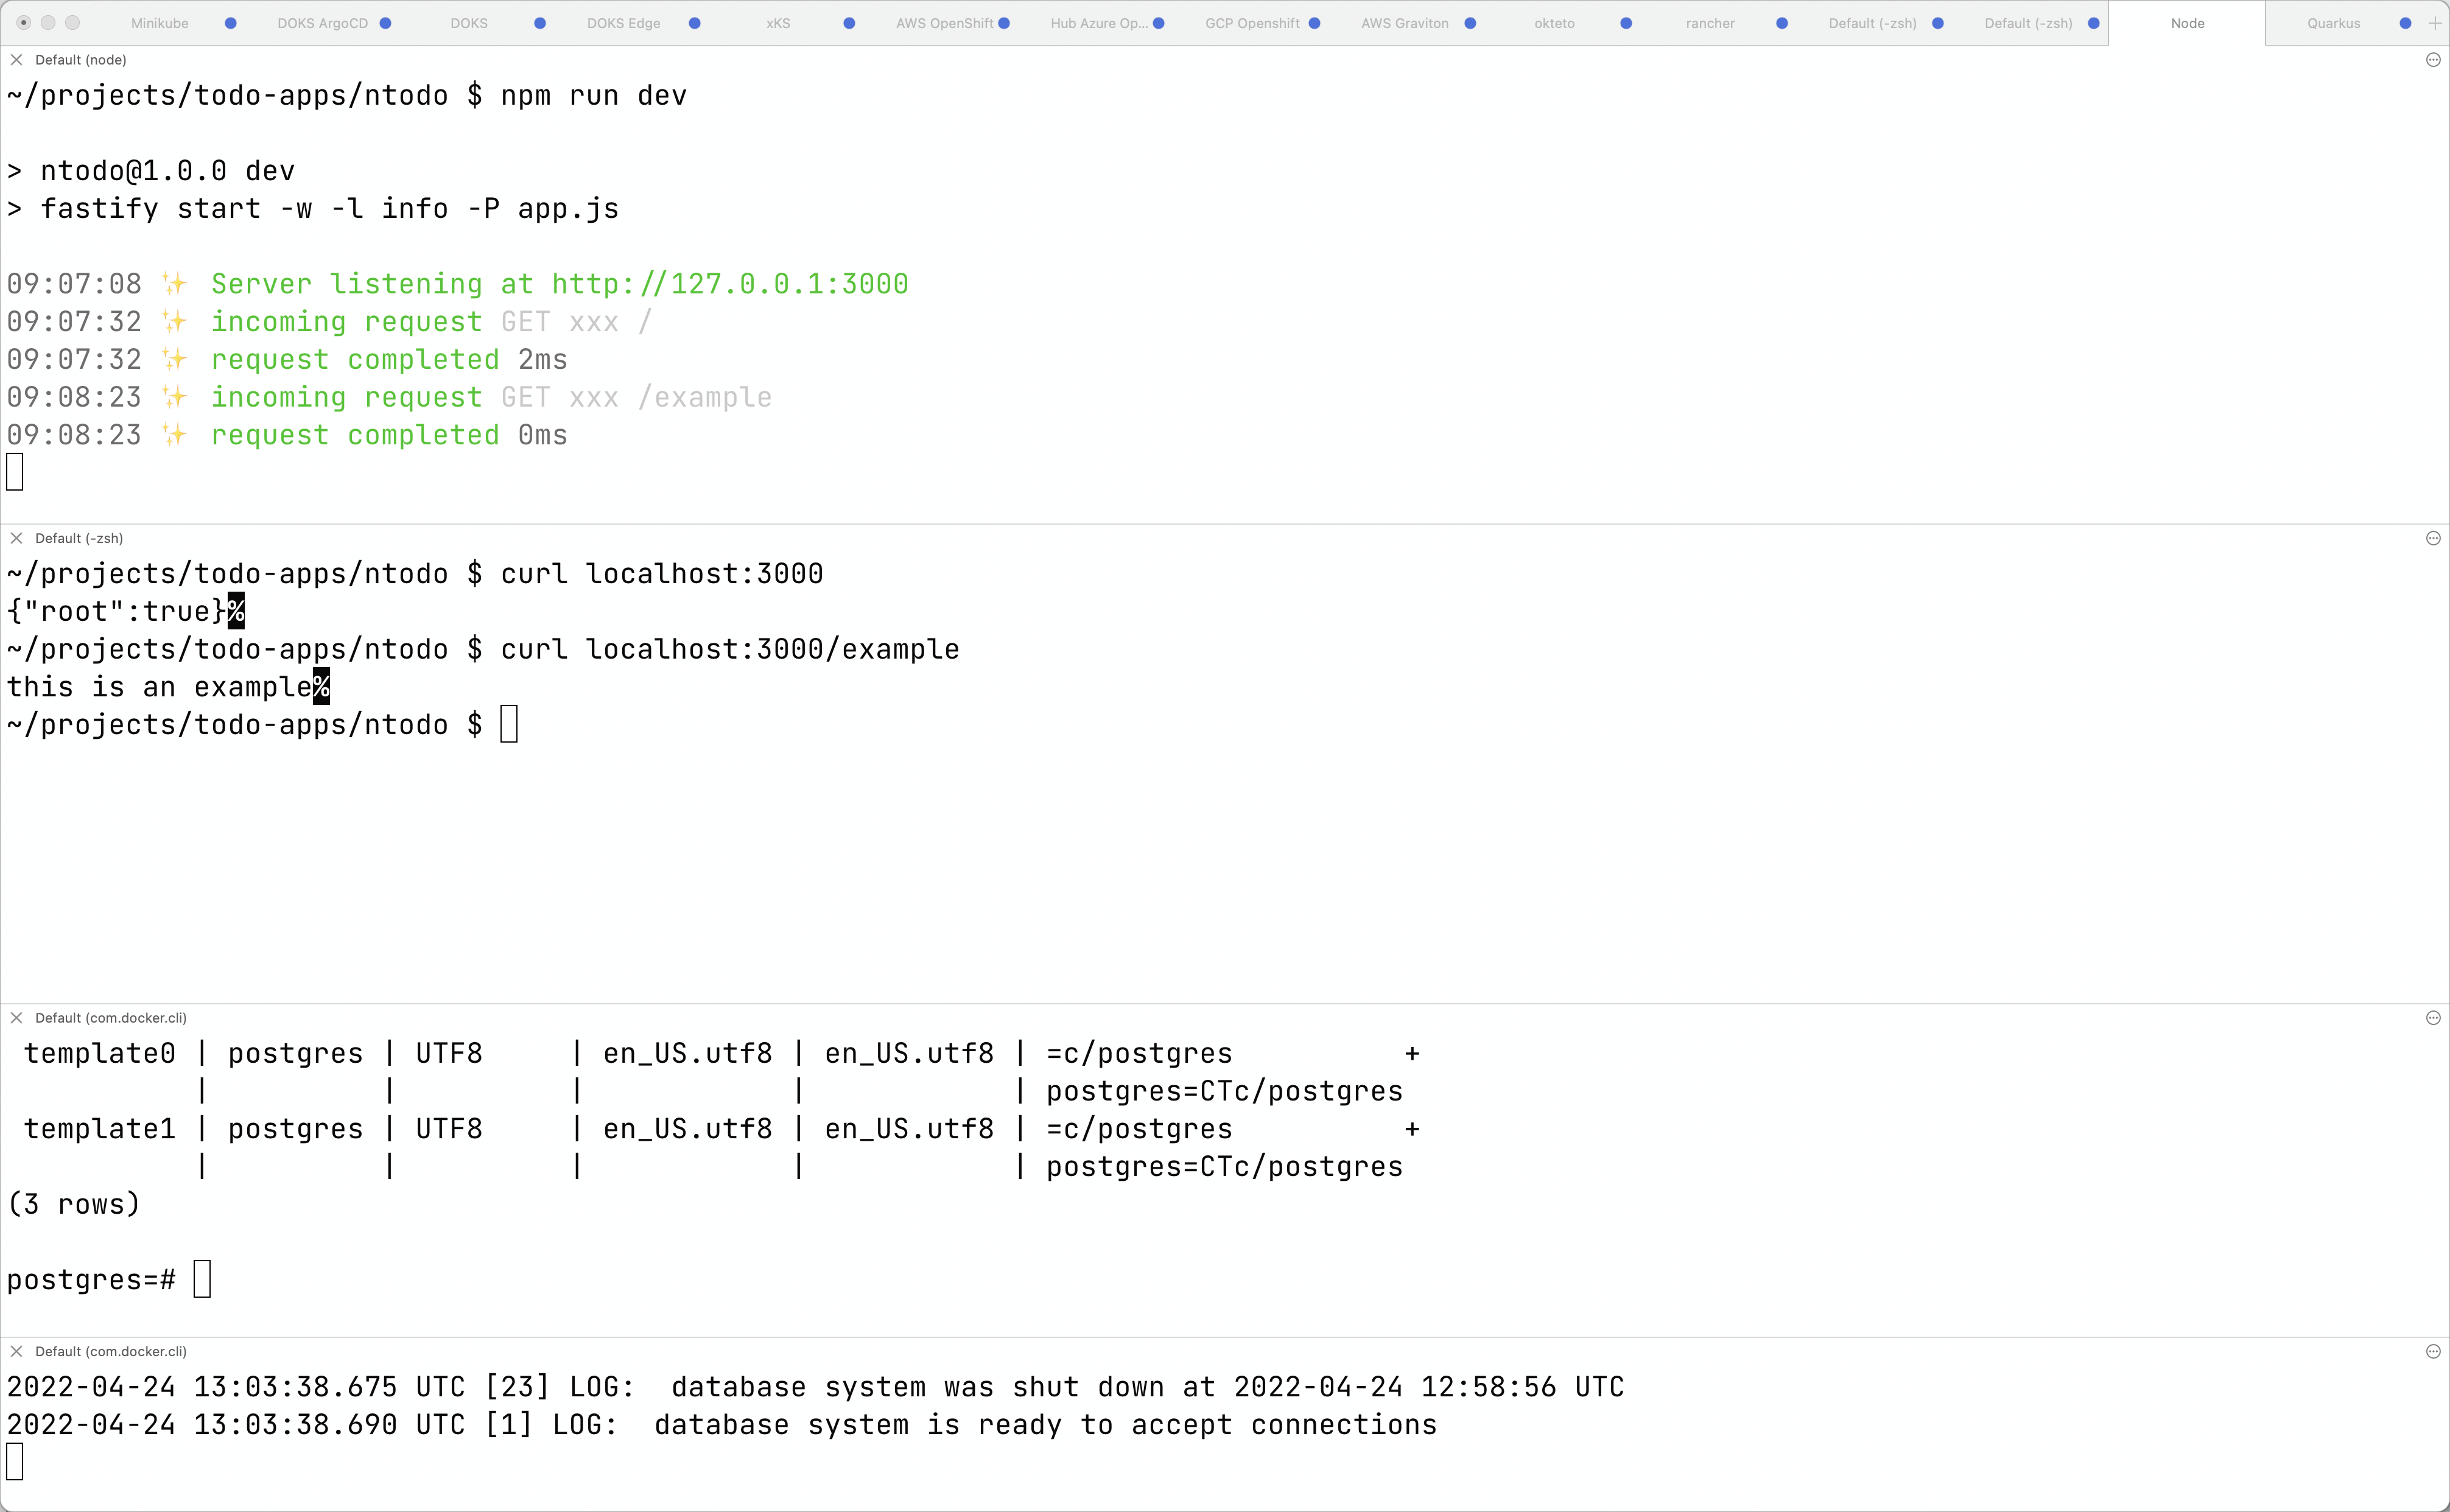 Minikube DOKS ArgoCD DOKS DOKS Edge xKS AWS OpenShift Hub Azure Op... GCP Openshift AWS Graviton okteto rancher Default (-zsh) Default (-zsh) Node Quarkus
Default (node)
~/projects/todo-apps/ntodo $ npm run dev
> ntodo@1.0.0 dev
> fastify start -w -l info -P app.js
09:07:08 ✨ Server listening at http://127.0.0.1:3000
09:07:32 ✨ incoming request GET xxx /
09:07:32 ✨ request completed 2ms
09:08:23 ✨ incoming request GET xxx /example
09:08:23 ✨ request completed 0ms
Default (-zsh)
~/projects/todo-apps/ntodo $ curl localhost:3000
{"root":true}%
~/projects/todo-apps/ntodo $ curl localhost:3000/example
this is an example%
~/projects/todo-apps/ntodo $
Default (com.docker.cli)
template0 | postgres | UTF8 | en_US.utf8 | en_US.utf8 | =c/postgres +
| | | | | postgres=CTc/postgres
template1 | postgres | UTF8 | en_US.utf8 | en_US.utf8 | =c/postgres +
| | | | | postgres=CTc/postgres
(3 rows)
postgres=#
Default (com.docker.cli)
2022-04-24 13:03:38.675 UTC [23] LOG:  database system was shut down at 2022-04-24 12:58:56 UTC
2022-04-24 13:03:38.690 UTC [1] LOG:  database system is ready to accept connections